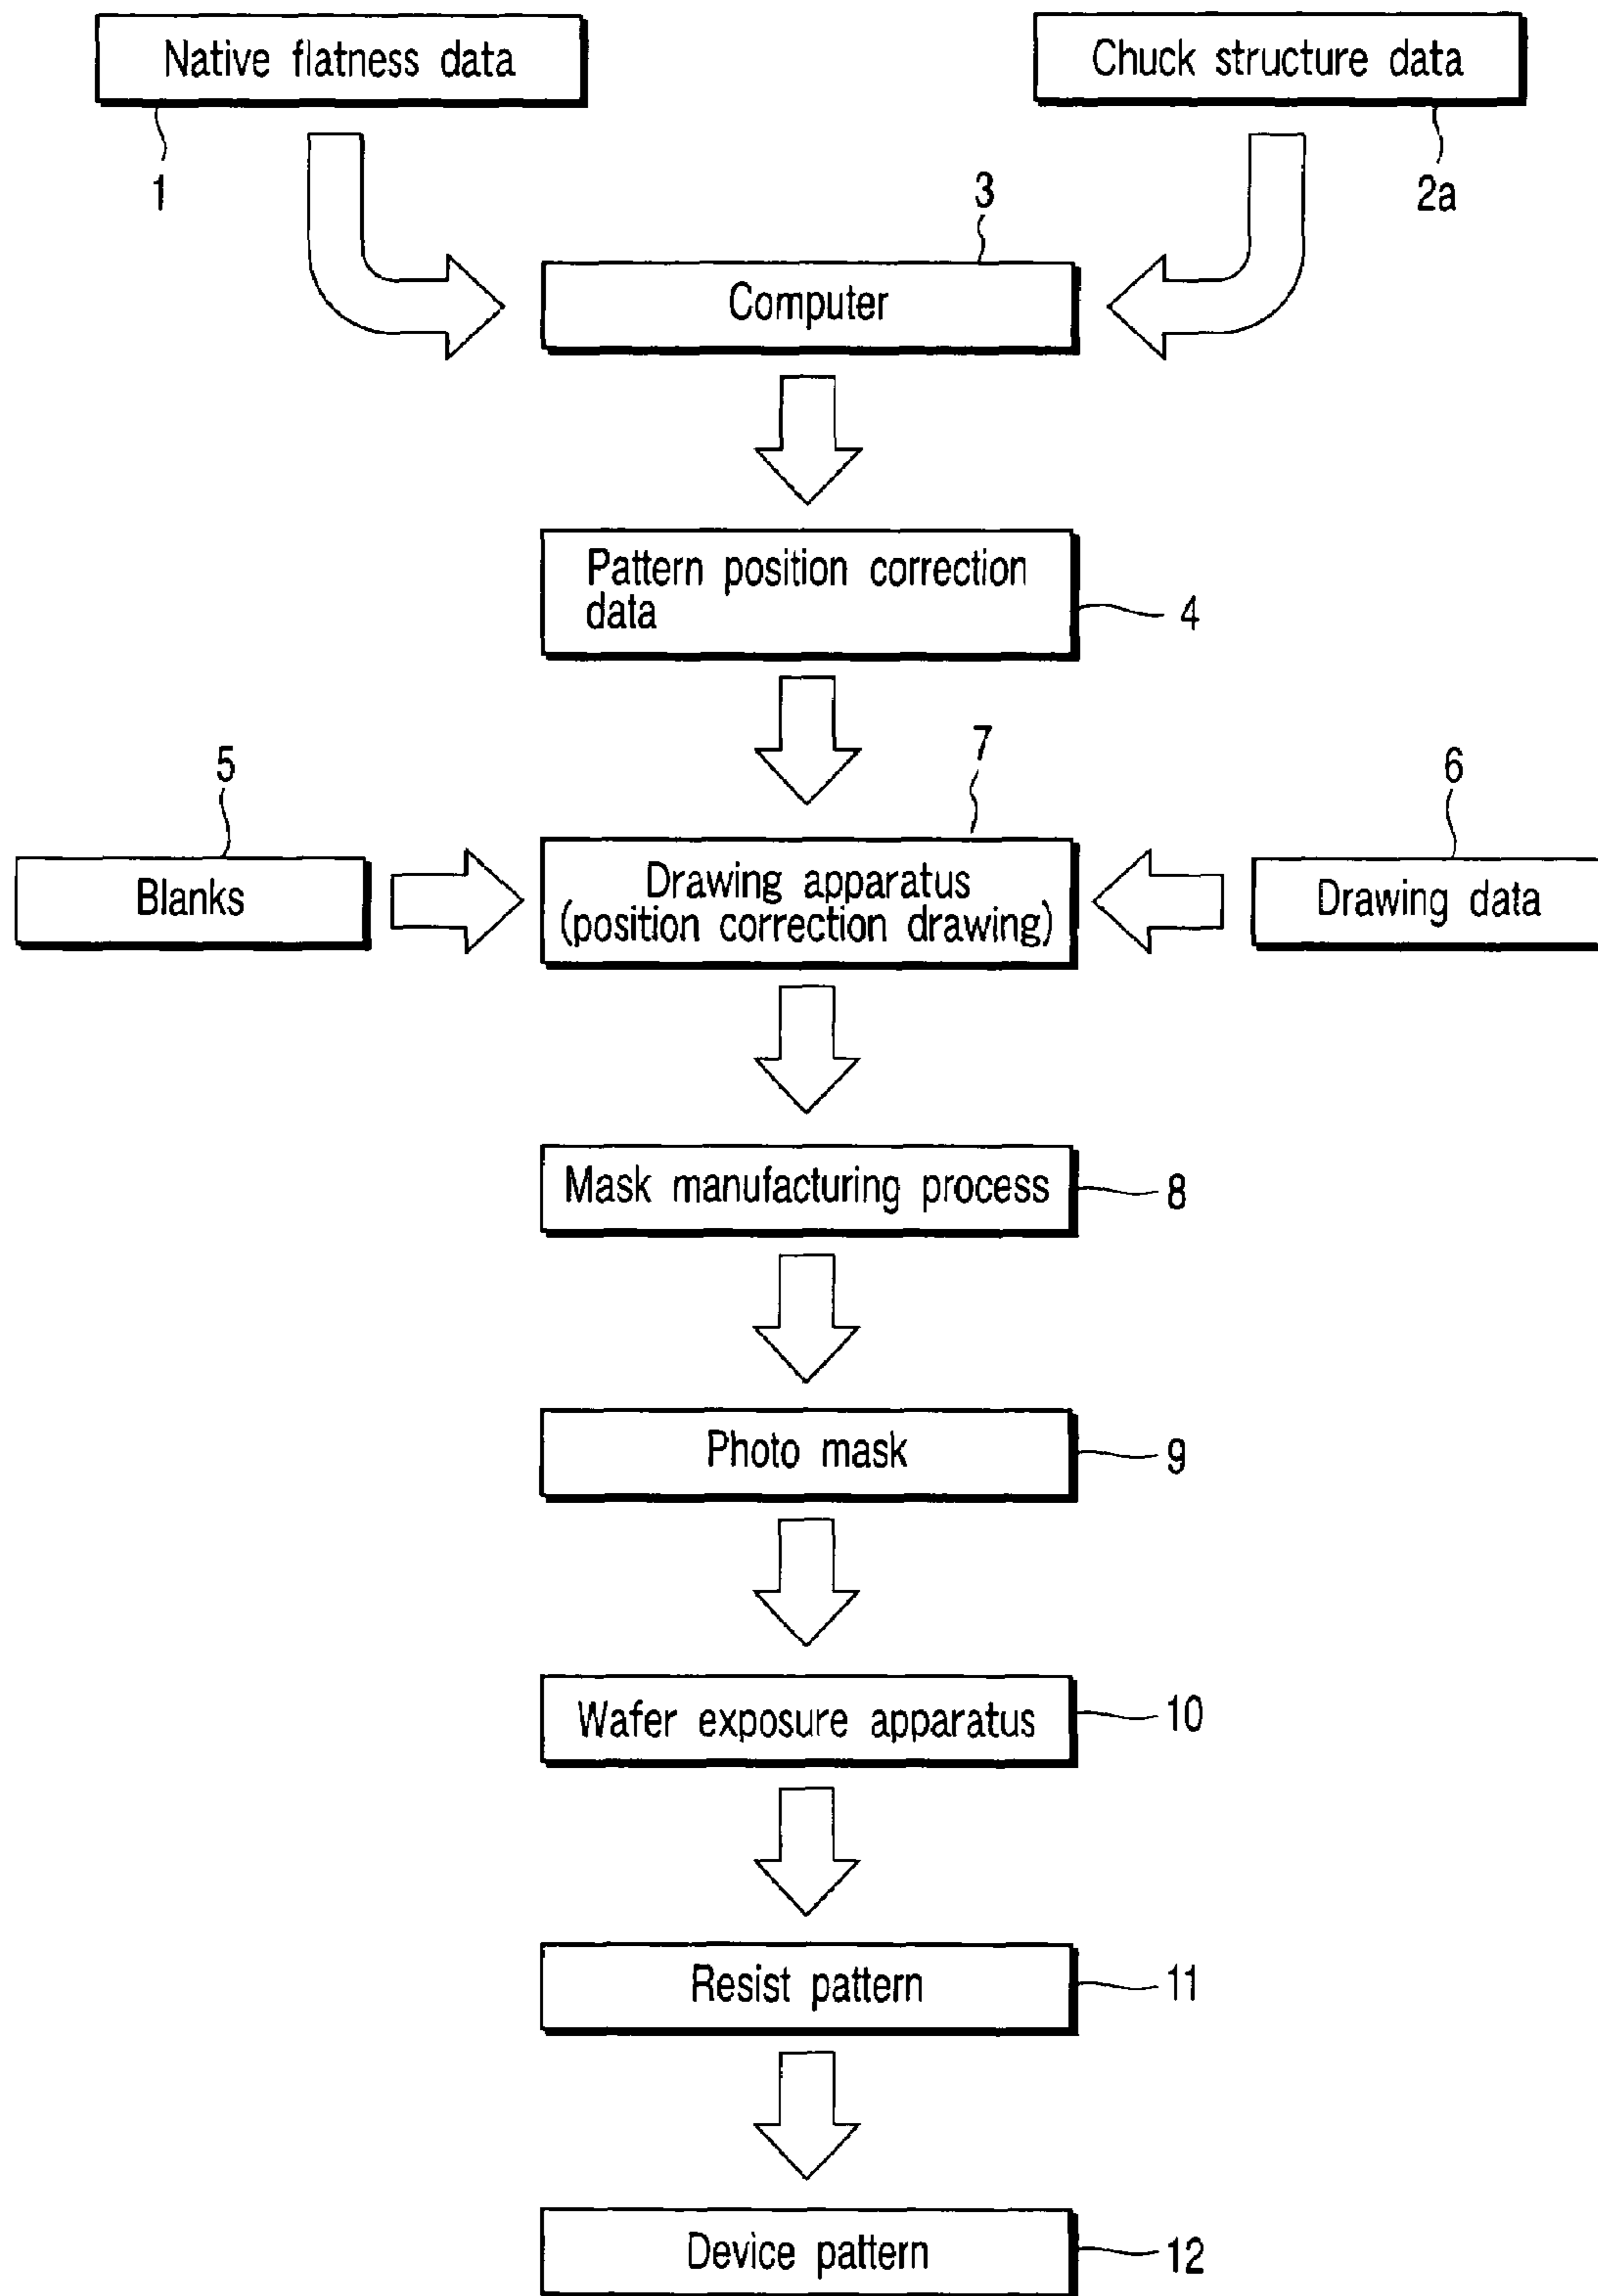 Native flatness data
Chuck structure data
1
2a
3
Computer
Pattern position correction
data
4
5
7
6
Blanks
Drawing apparatus
(position correction drawing)
Drawing data
Mask manufacturing process
8
Photo mask
9
Wafer exposure apparatus
10
Resist pattern
11
Device pattern
12